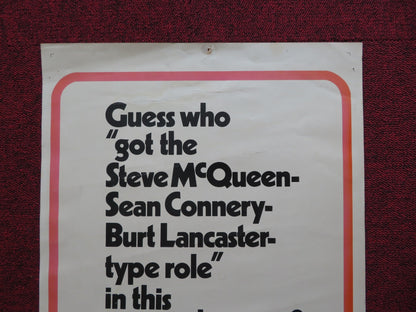 Guess who
"got the
Steve McQueen-
Sean Connery-
Burt Lancaster-
type role"
in this